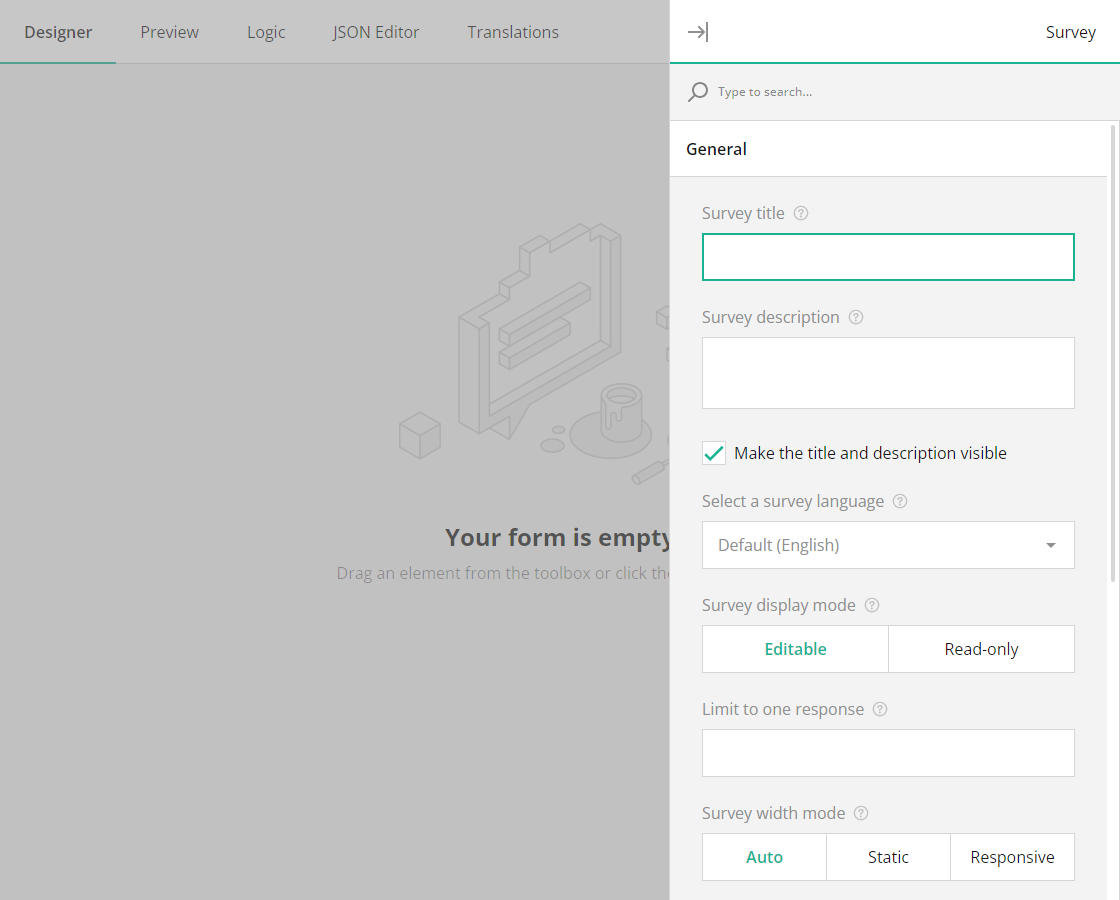 Designer Preview Logic JSON Editor Translations Survey
Type to search...
General
Survey title
Survey description
Make the title and description visible
Select a survey language
Default (English)
Your form is empty
Drag an element from the toolbox or click the
Survey display mode
Editable Read-only
Limit to one response
Survey width mode
Auto Static Responsive